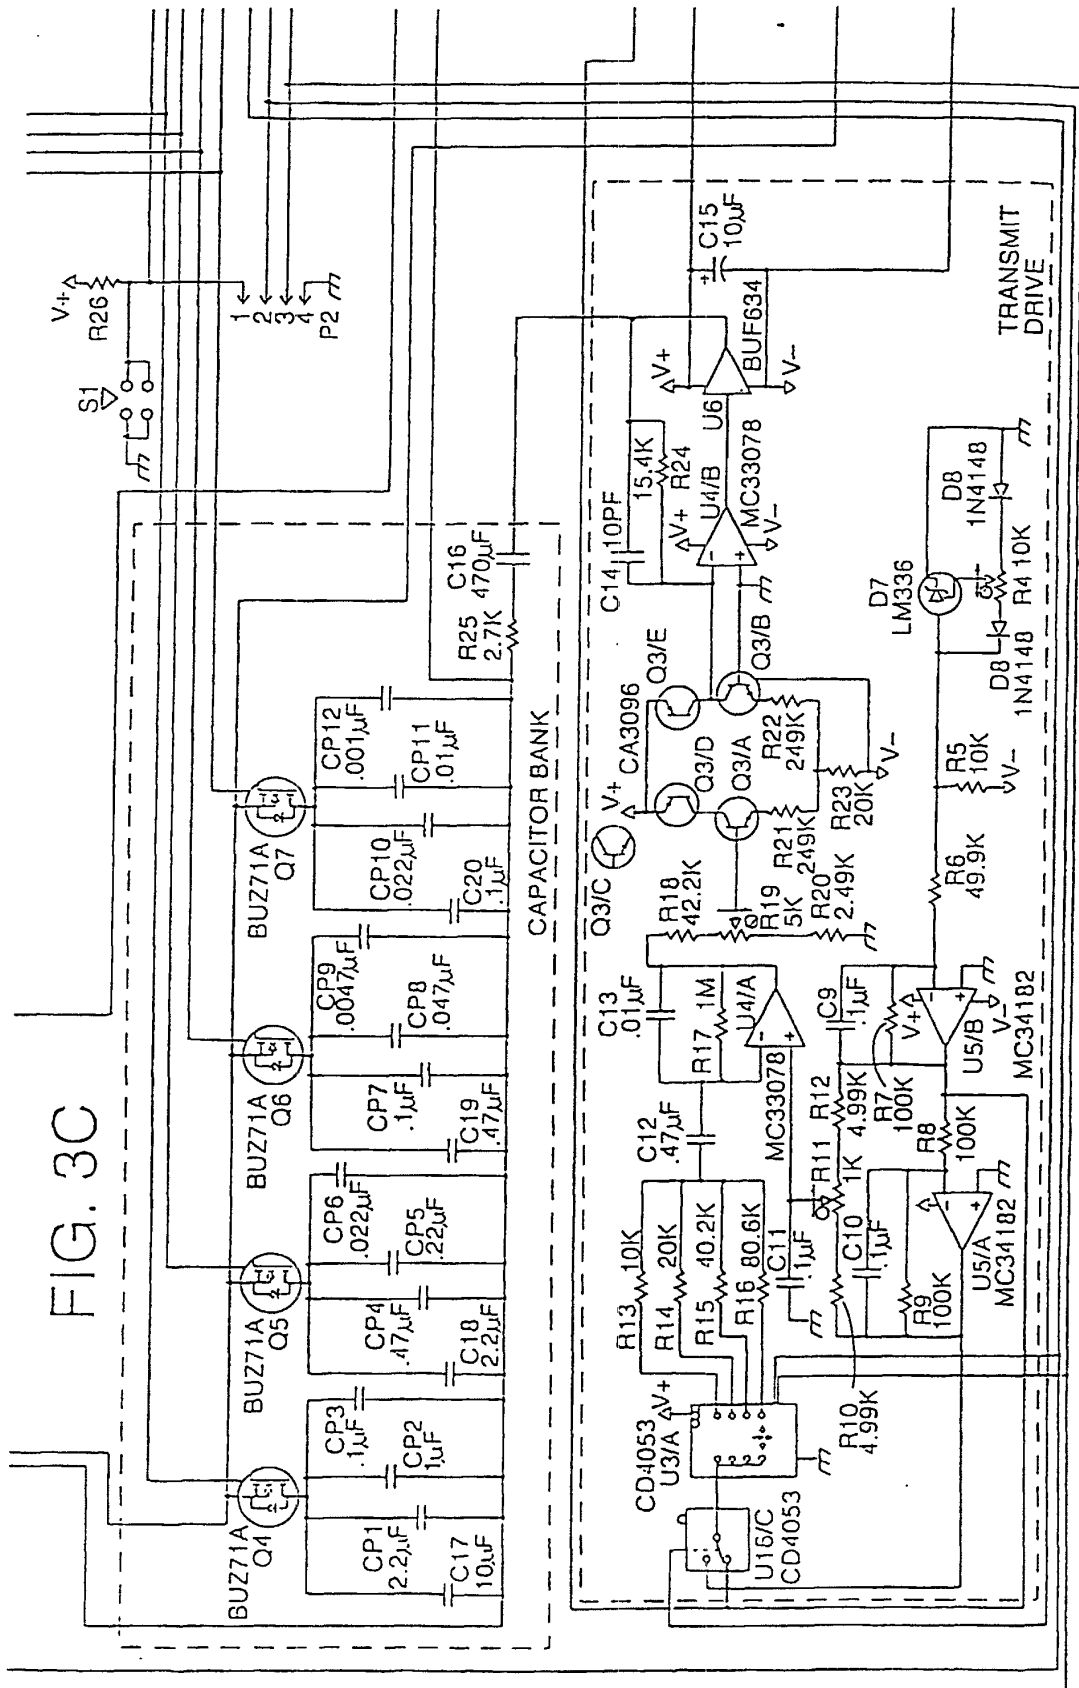 FIG. 3C
V+
R26
S1
1
2
3
4
P2
BUZ71A
Q4
BUZ71A
Q5
BUZ71A
Q6
BUZ71A
Q7
CP3
.1µF
CP2
1µF
CP1
2.2µF
C17
10µF
CP6
.022µF
CP5
.22µF
CP4
.47µF
C18
2.2µF
CP9
.0047µF
CP8
.047µF
CP7
.1µF
C19
.47µF
CP12
.001µF
CP11
.01µF
CP10
.022µF
C20
.1µF
CAPACITOR BANK
R25
2.7K
C16
470µF
CD4053
U3/A
V+
U16/C
CD4053
R13
10K
R14
20K
R15
40.2K
R16
80.6K
C11
.1µF
C12
.47µF
C13
.01µF
R17
1M
U4/A
MC33078
−
+
R18
42.2K
R19
5K
R20
2.49K
Q3/C
V+
CA3096
Q3/E
Q3/D
Q3/A
Q3/B
R21
249K
R22
249K
R23
20K
V−
C14
10PF
15.4K
R24
U4/B
MC33078
V+
V−
−
+
U6
BUF634
V+
V−
+
C15
10µF
R10
4.99K
R11
1K
R12
4.99K
C9
.1µF
R7
100K
V+
−
+
V−
U5/B
MC34182
R8
100K
C10
.1µF
R9
100K
−
+
U5/A
MC34182
R6
49.9K
R5
10K
V−
D7
LM336
D8
1N4148
R4 10K
D8
1N4148
TRANSMIT
DRIVE